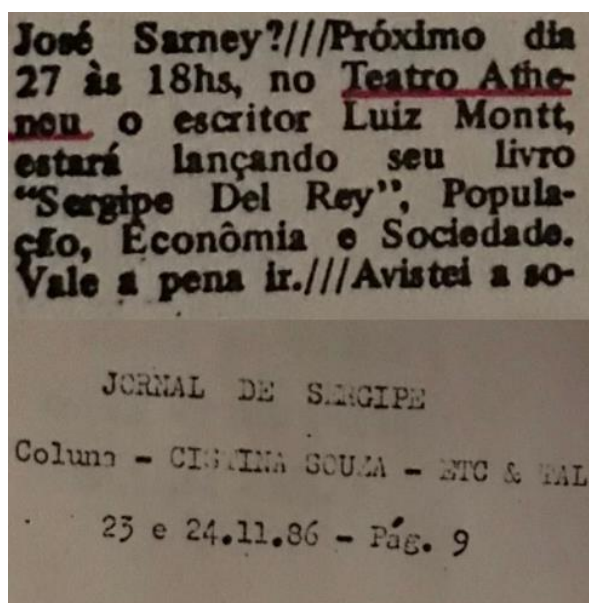 José Sarney?///Próximo dia
27 às 18hs, no Teatro Athe-
neu o escritor Luiz Montt,
estará lançando seu livro
“Sergipe Del Rey”, Popula-
ção, Econômia e Sociedade.
Vale a pena ir.///Avistei a so-
JORNAL DE SERGIPE
Coluna - SOUZA - ETC & TAL
23 e 24.11.86 - Pág. 9